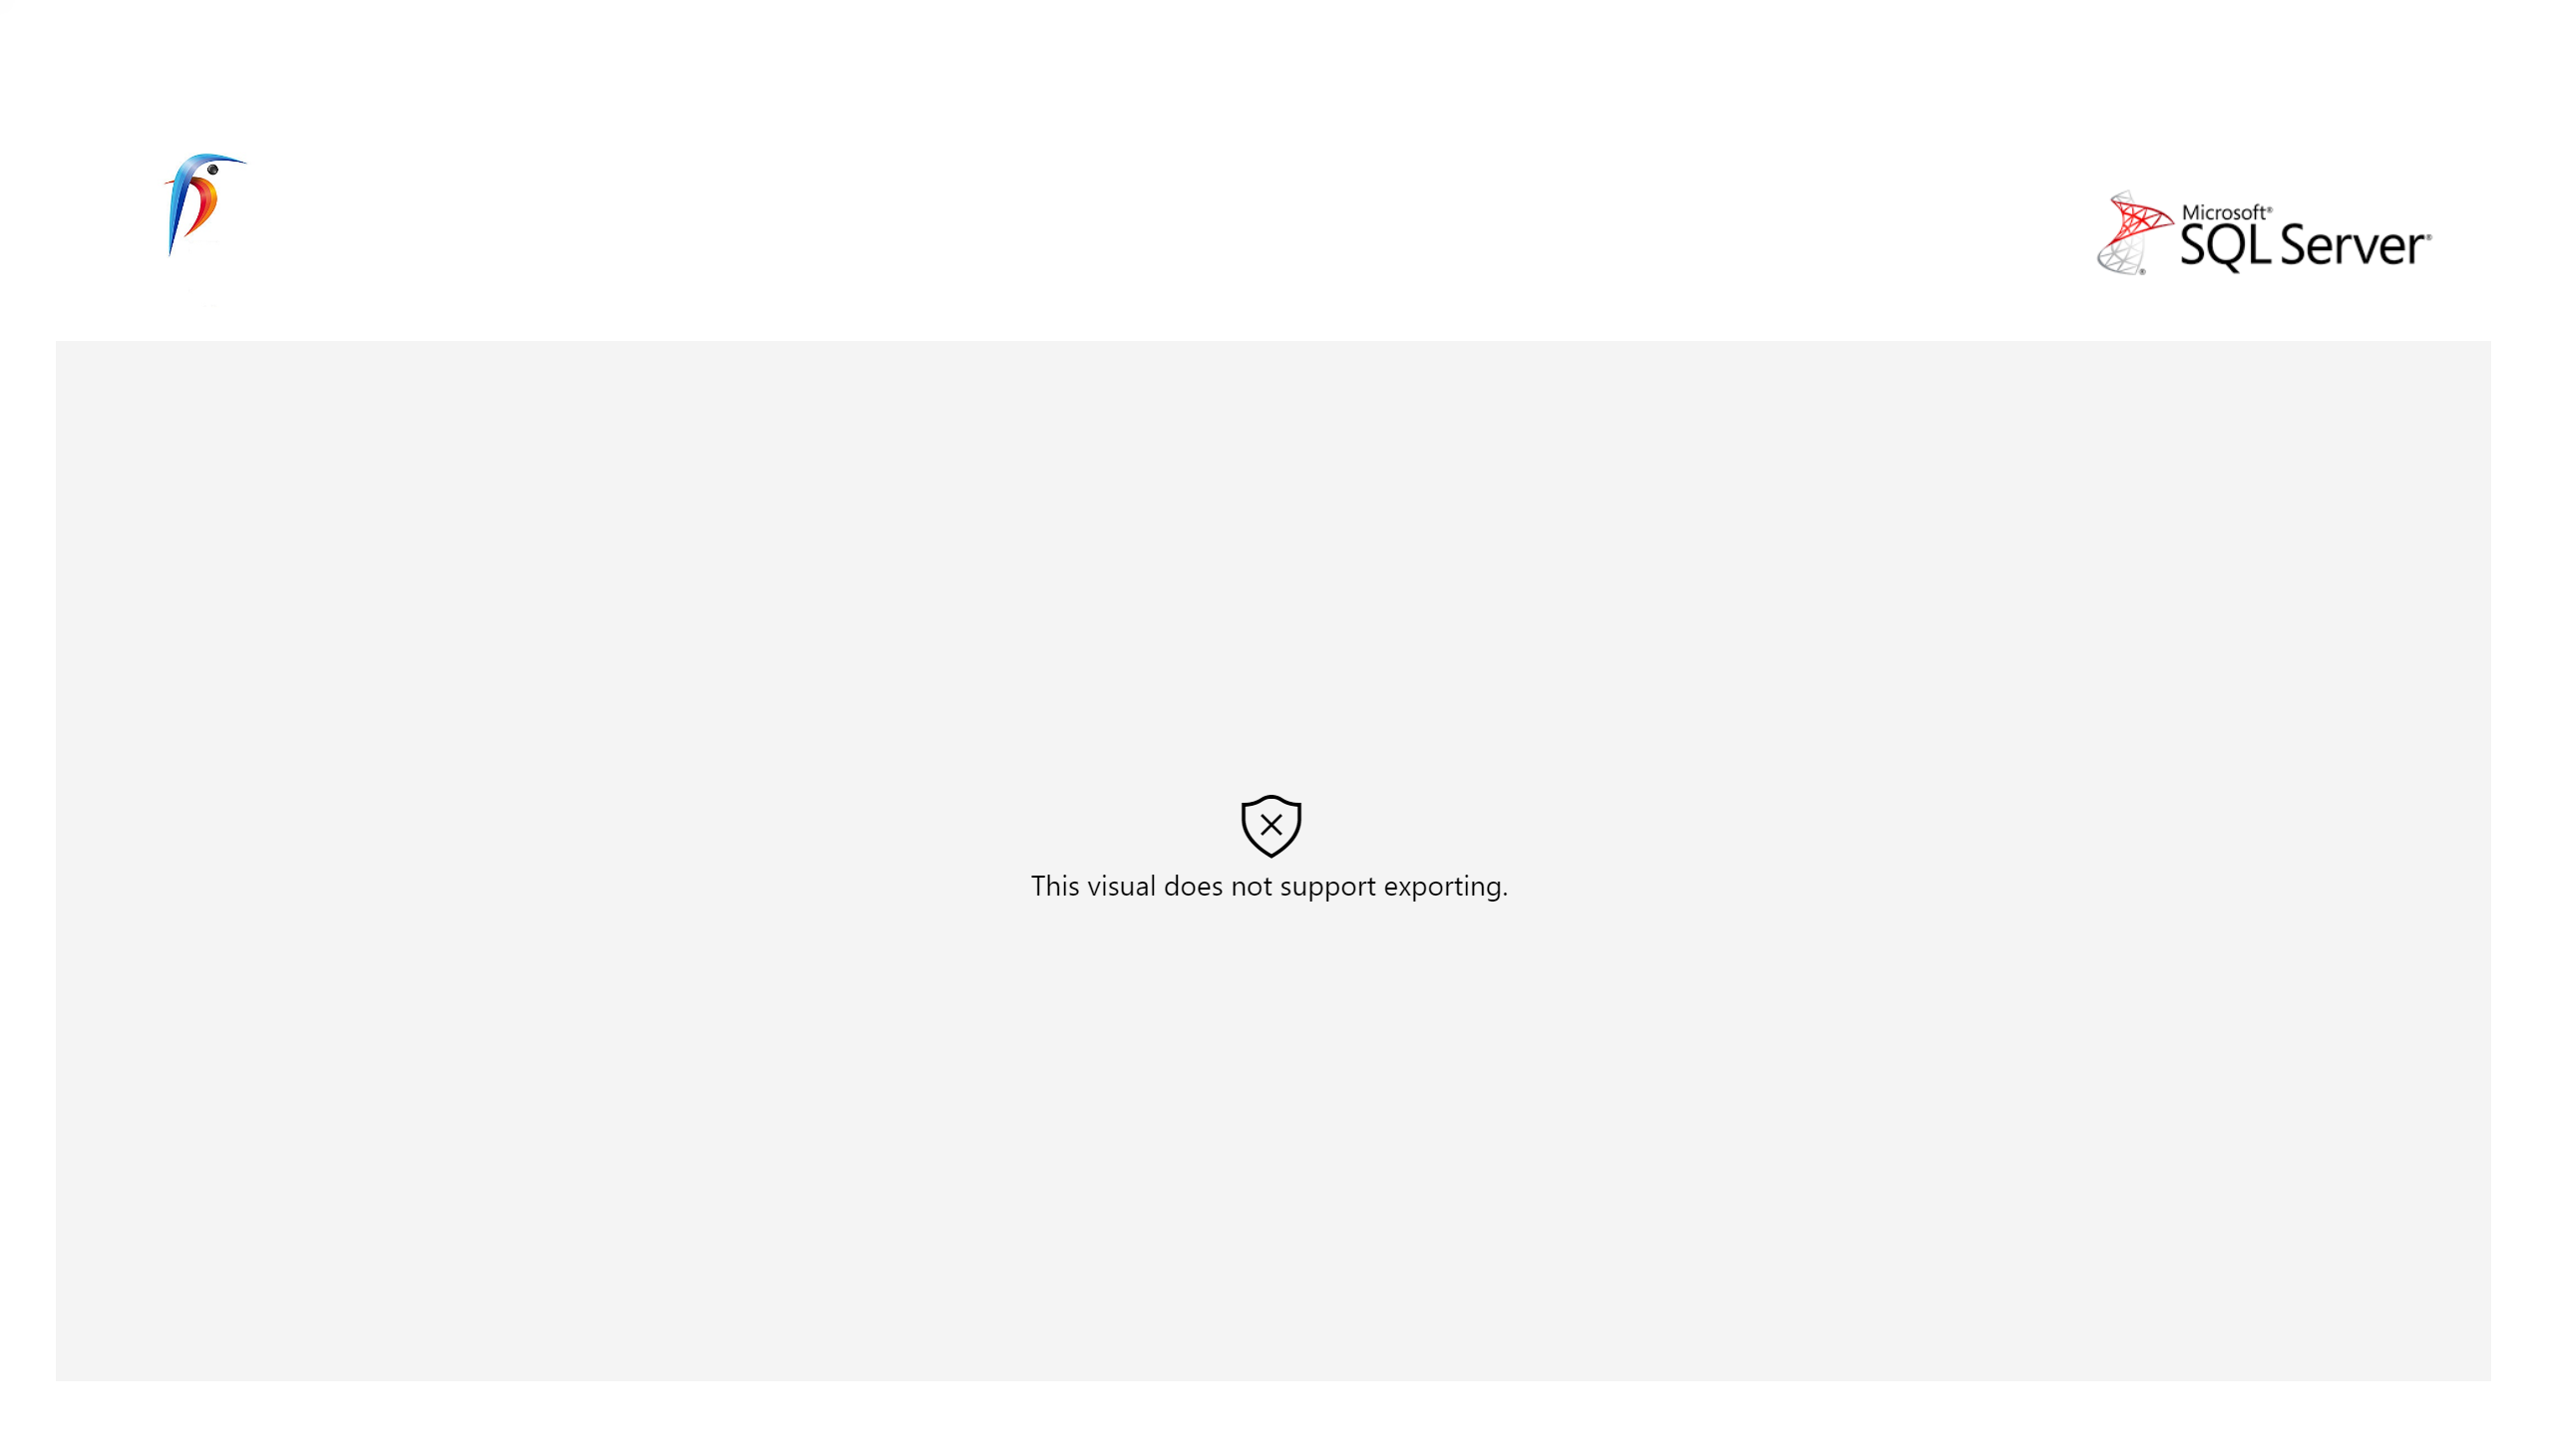 Microsoft®
SQL Server®
This visual does not support exporting.